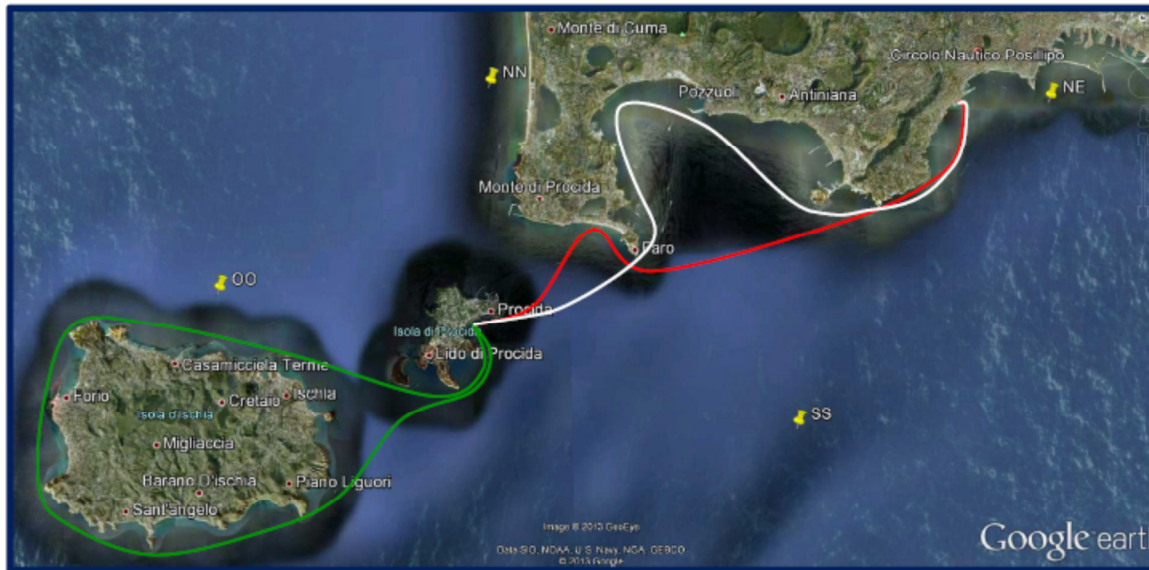 Monte di Cuma
Circolo Nautico Posillipo
NN
Pozzuoli
Antiniana
NE
Monte di Procida
Faro
OO
Procida
Isola di Procida
Lido di Procida
Casamicciola Terme
Forio
Cretaio
Ischia
Isola d'Ischia
SS
Migliaccia
Barano D'ischia
Piano Liguori
Sant'angelo
Image © 2013 GeoEye
Data SIO, NOAA, U.S. Navy, NGA, GEBCO
© 2013 Google
Google earth